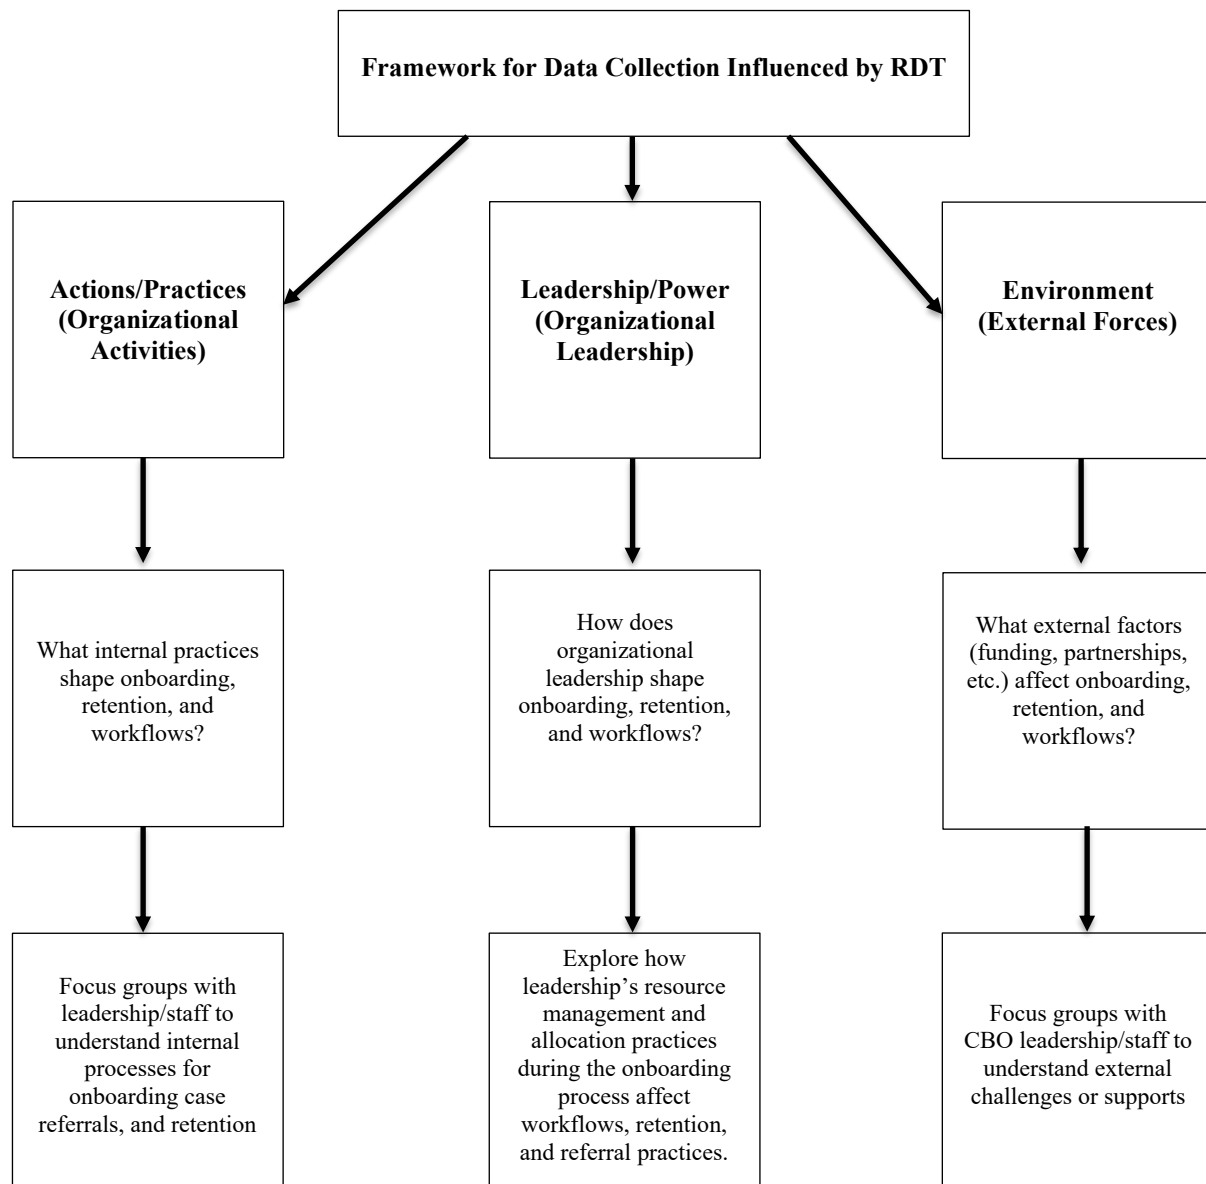 Framework for Data Collection Influenced by RDT
Actions/Practices
(Organizational
Activities)
Leadership/Power
(Organizational
Leadership)
Environment
(External Forces)
What internal practices
shape onboarding,
retention, and
workflows?
How does
organizational
leadership shape
onboarding, retention,
and workflows?
What external factors
(funding, partnerships,
etc.) affect onboarding,
retention, and
workflows?
Focus groups with
leadership/staff to
understand internal
processes for
onboarding case
referrals, and retention
Explore how
leadership’s resource
management and
allocation practices
during the onboarding
process affect
workflows, retention,
and referral practices.
Focus groups with
CBO leadership/staff to
understand external
challenges or supports